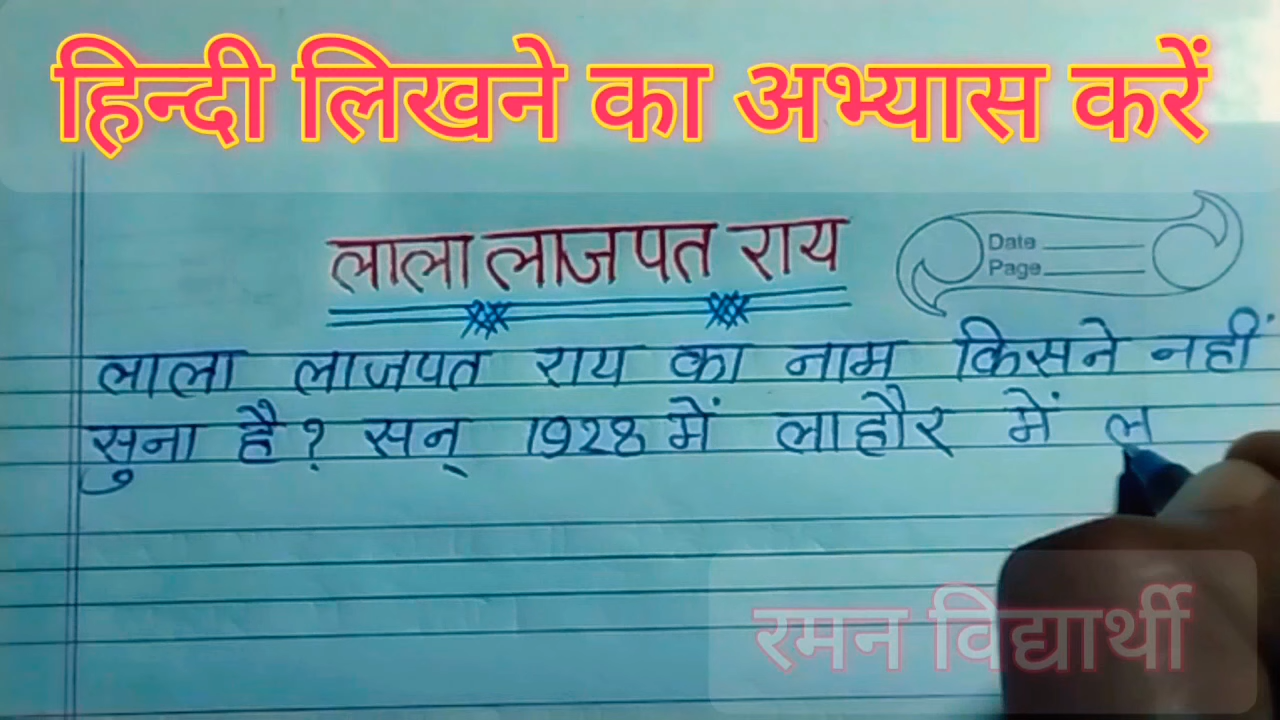 हिन्दी लिखने का अभ्यास करें
लाला लाजपत राय
Date
Page
लाला लाजपत राय का नाम किसने नहीं
सुना है? सन् 1928 में लाहौर में ल
रमन विद्यार्थी